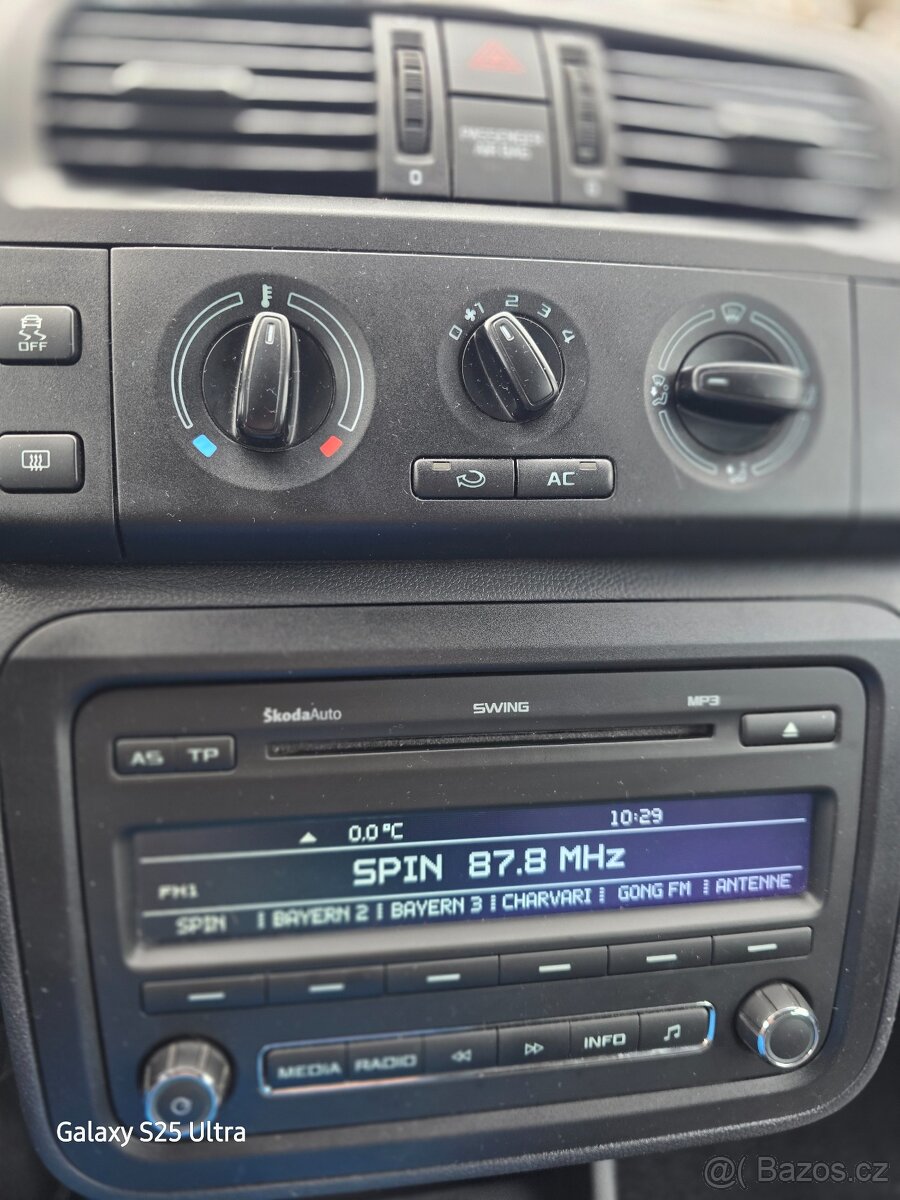 PASSENGER
AIR BAG
0
0 1 2 3 4
OFF
AC
ŠkodaAuto SWING MP3
AS TP
0.0 °C 10:29
SPIN 87.8 MHz
FM1
SPIN BAYERN 2 BAYERN 3 CHARVARI GONG FM ANTENNE
MEDIA RADIO INFO
Galaxy S25 Ultra
@( Bazos.cz